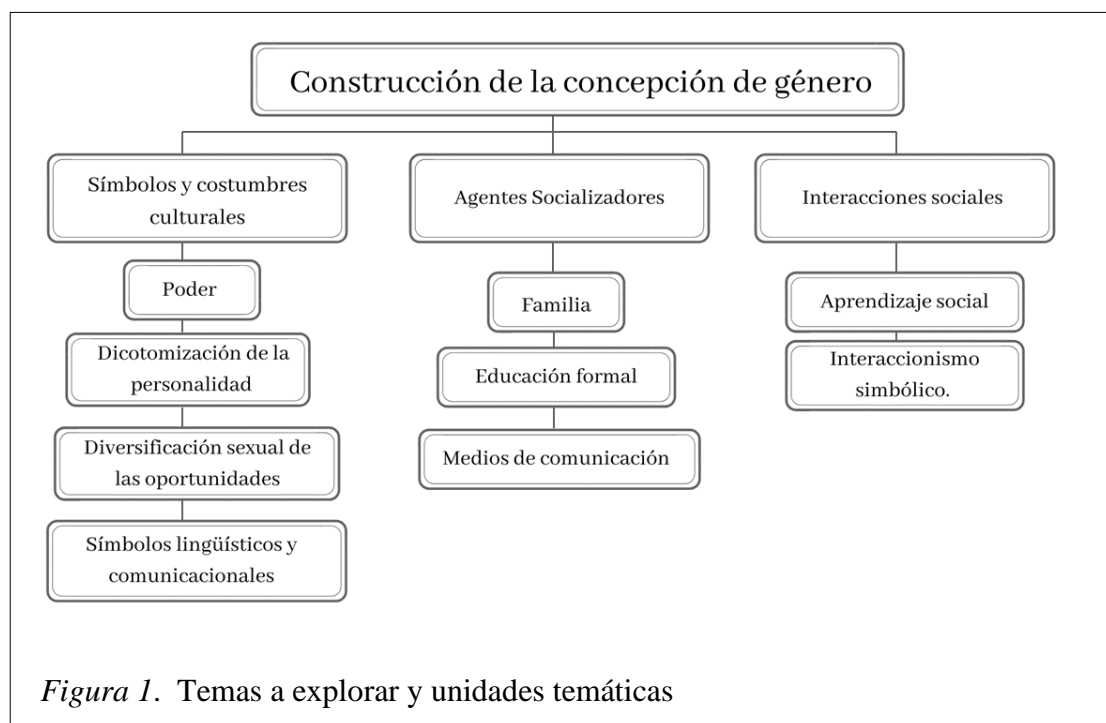 Construcción de la concepción de género
Símbolos y costumbres
culturales
Poder
Dicotomización de la
personalidad
Diversificación sexual de
las oportunidades
Símbolos lingüísticos y
comunicacionales
Agentes Socializadores
Familia
Educación formal
Medios de comunicación
Interacciones sociales
Aprendizaje social
Interaccionismo
simbólico.
Figura 1. Temas a explorar y unidades temáticas